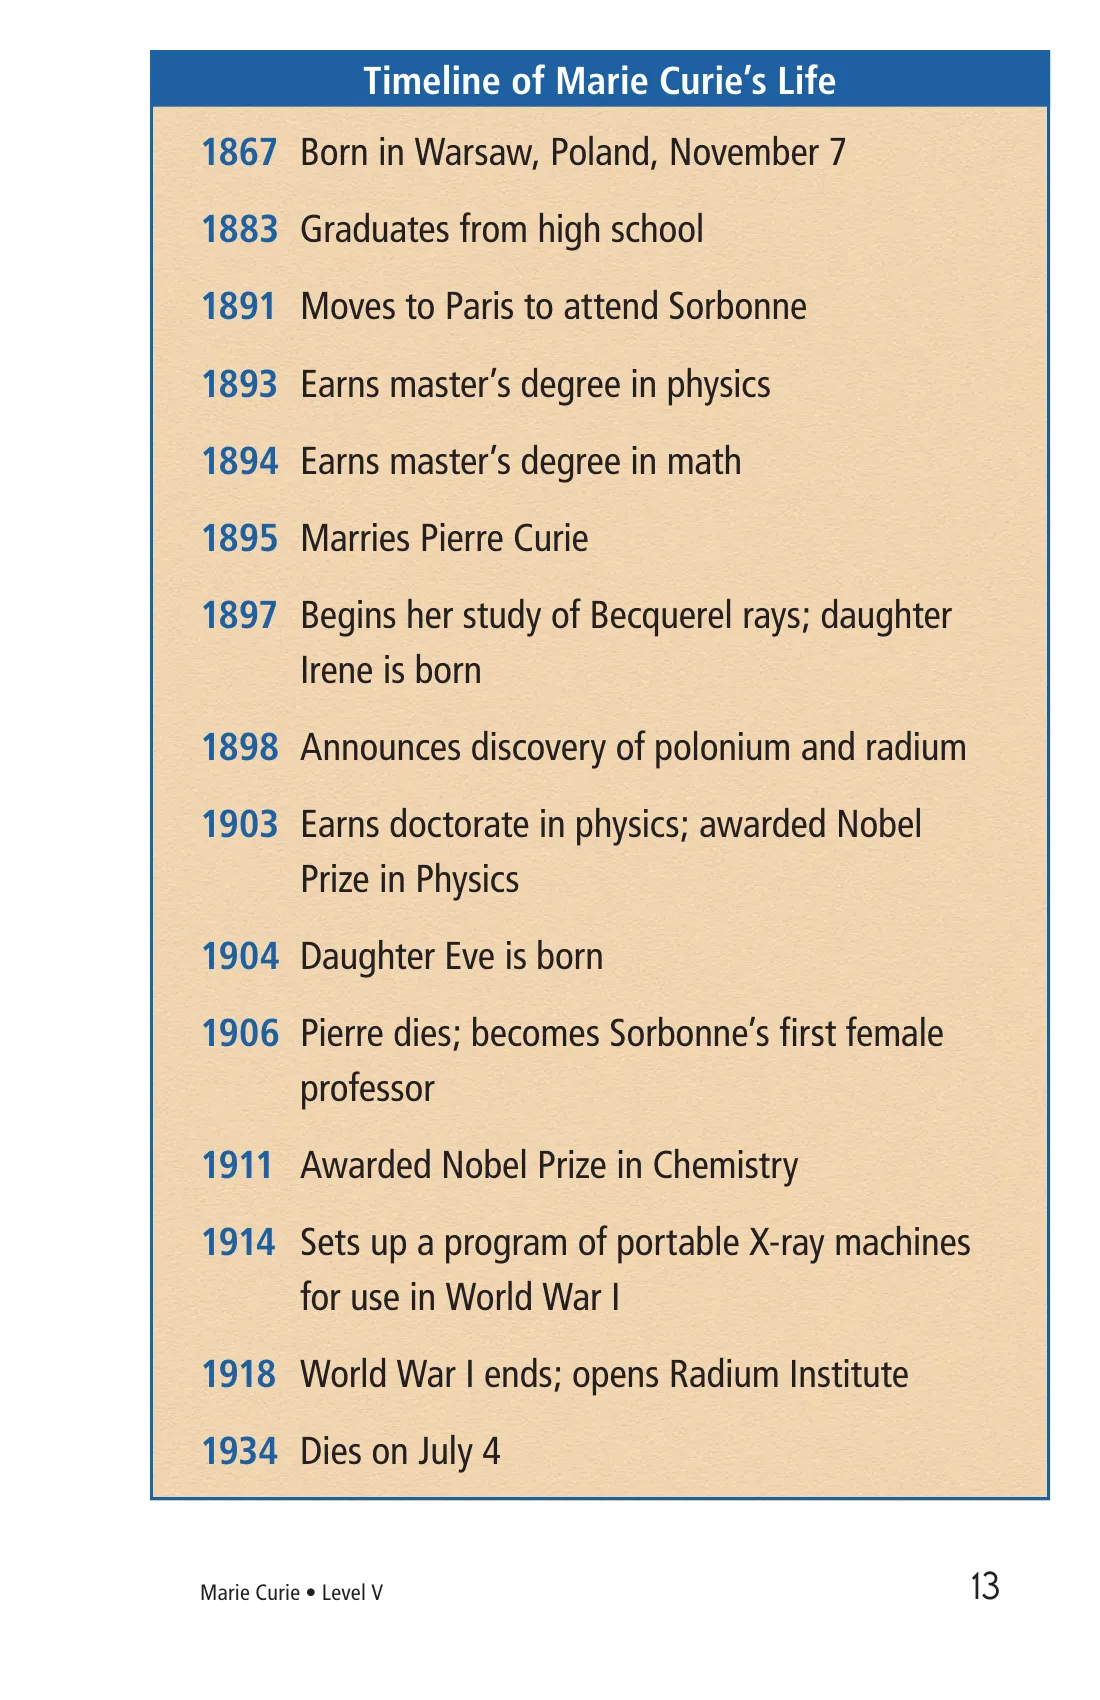 Timeline of Marie Curie’s Life
1867 Born in Warsaw, Poland, November 7
1883 Graduates from high school
1891 Moves to Paris to attend Sorbonne
1893 Earns master’s degree in physics
1894 Earns master’s degree in math
1895 Marries Pierre Curie
1897 Begins her study of Becquerel rays; daughter
Irene is born
1898 Announces discovery of polonium and radium
1903 Earns doctorate in physics; awarded Nobel
Prize in Physics
1904 Daughter Eve is born
1906 Pierre dies; becomes Sorbonne’s first female
professor
1911 Awarded Nobel Prize in Chemistry
1914 Sets up a program of portable X-ray machines
for use in World War I
1918 World War I ends; opens Radium Institute
1934 Dies on July 4
Marie Curie • Level V 13